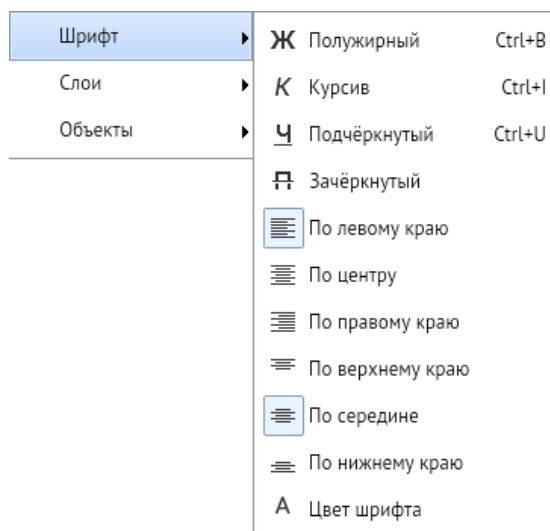 Шрифт
Слои
Объекты
Ж Полужирный Ctrl+B
К Курсив Ctrl+I
Ч Подчёркнутый Ctrl+U
П Зачёркнутый
По левому краю
По центру
По правому краю
По верхнему краю
По середине
По нижнему краю
А Цвет шрифта